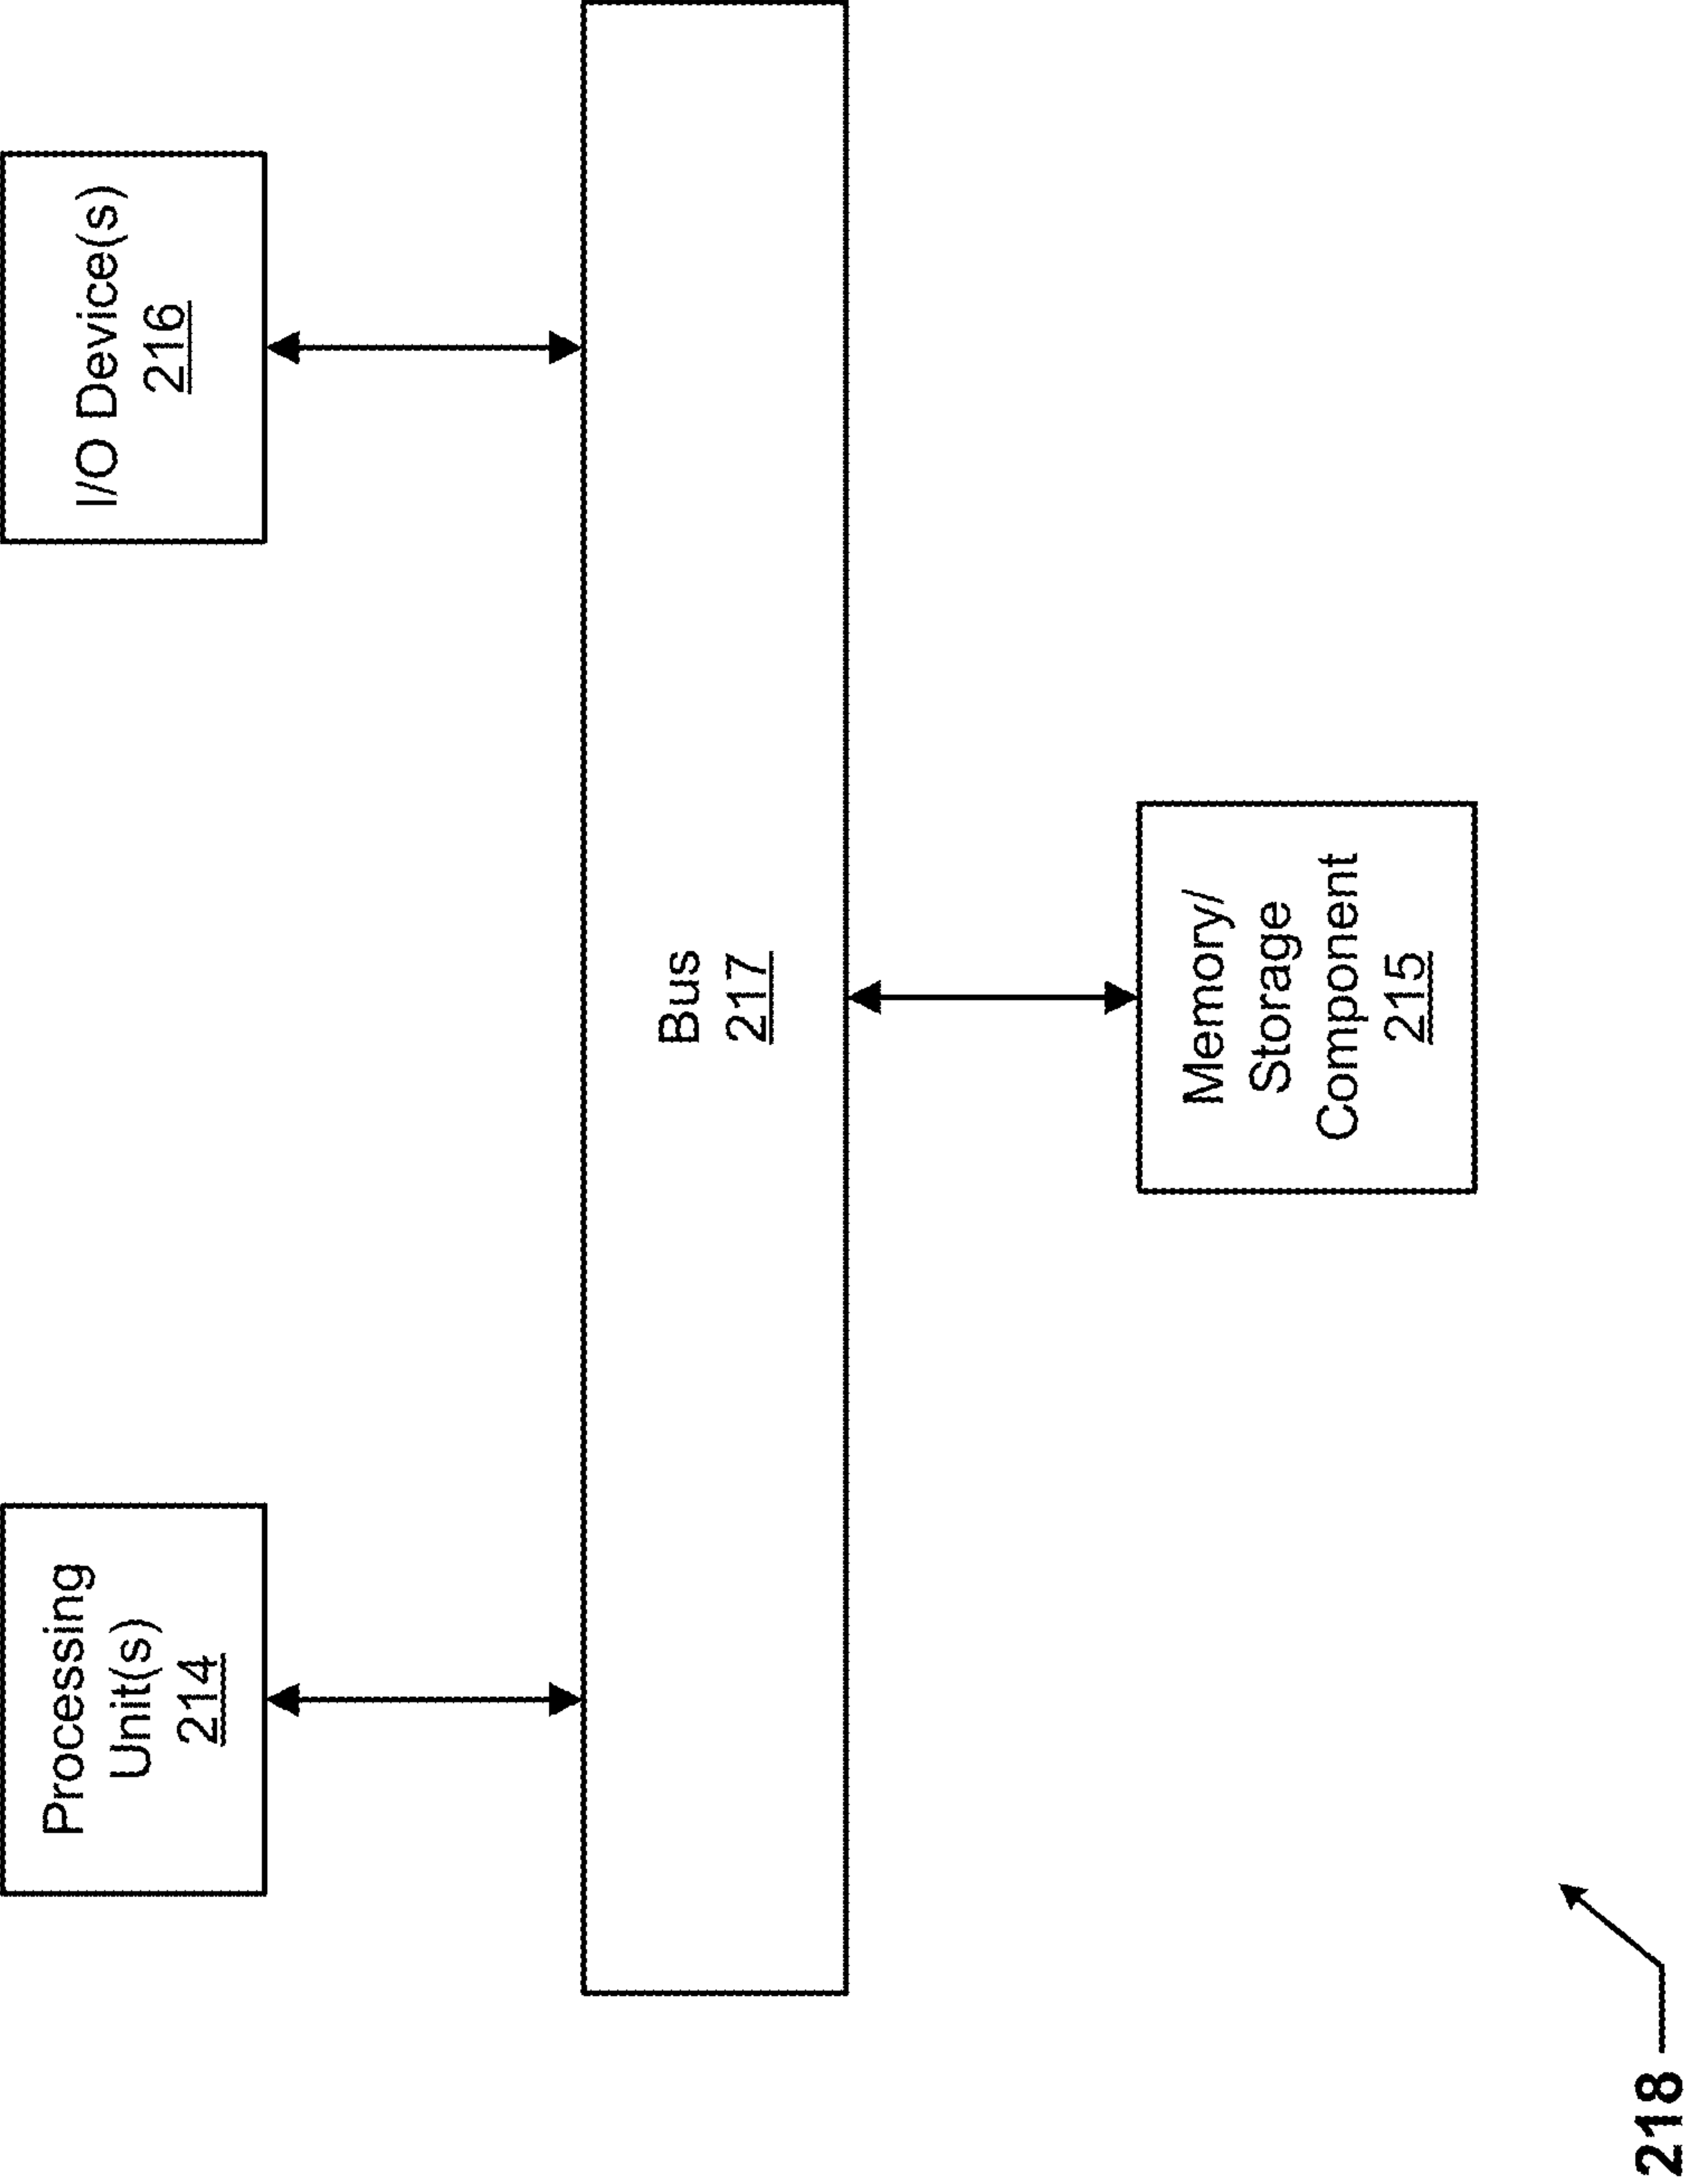 Processing
Unit(s)
214
I/O Device(s)
216
Bus
217
Memory/
Storage
Component
215
218